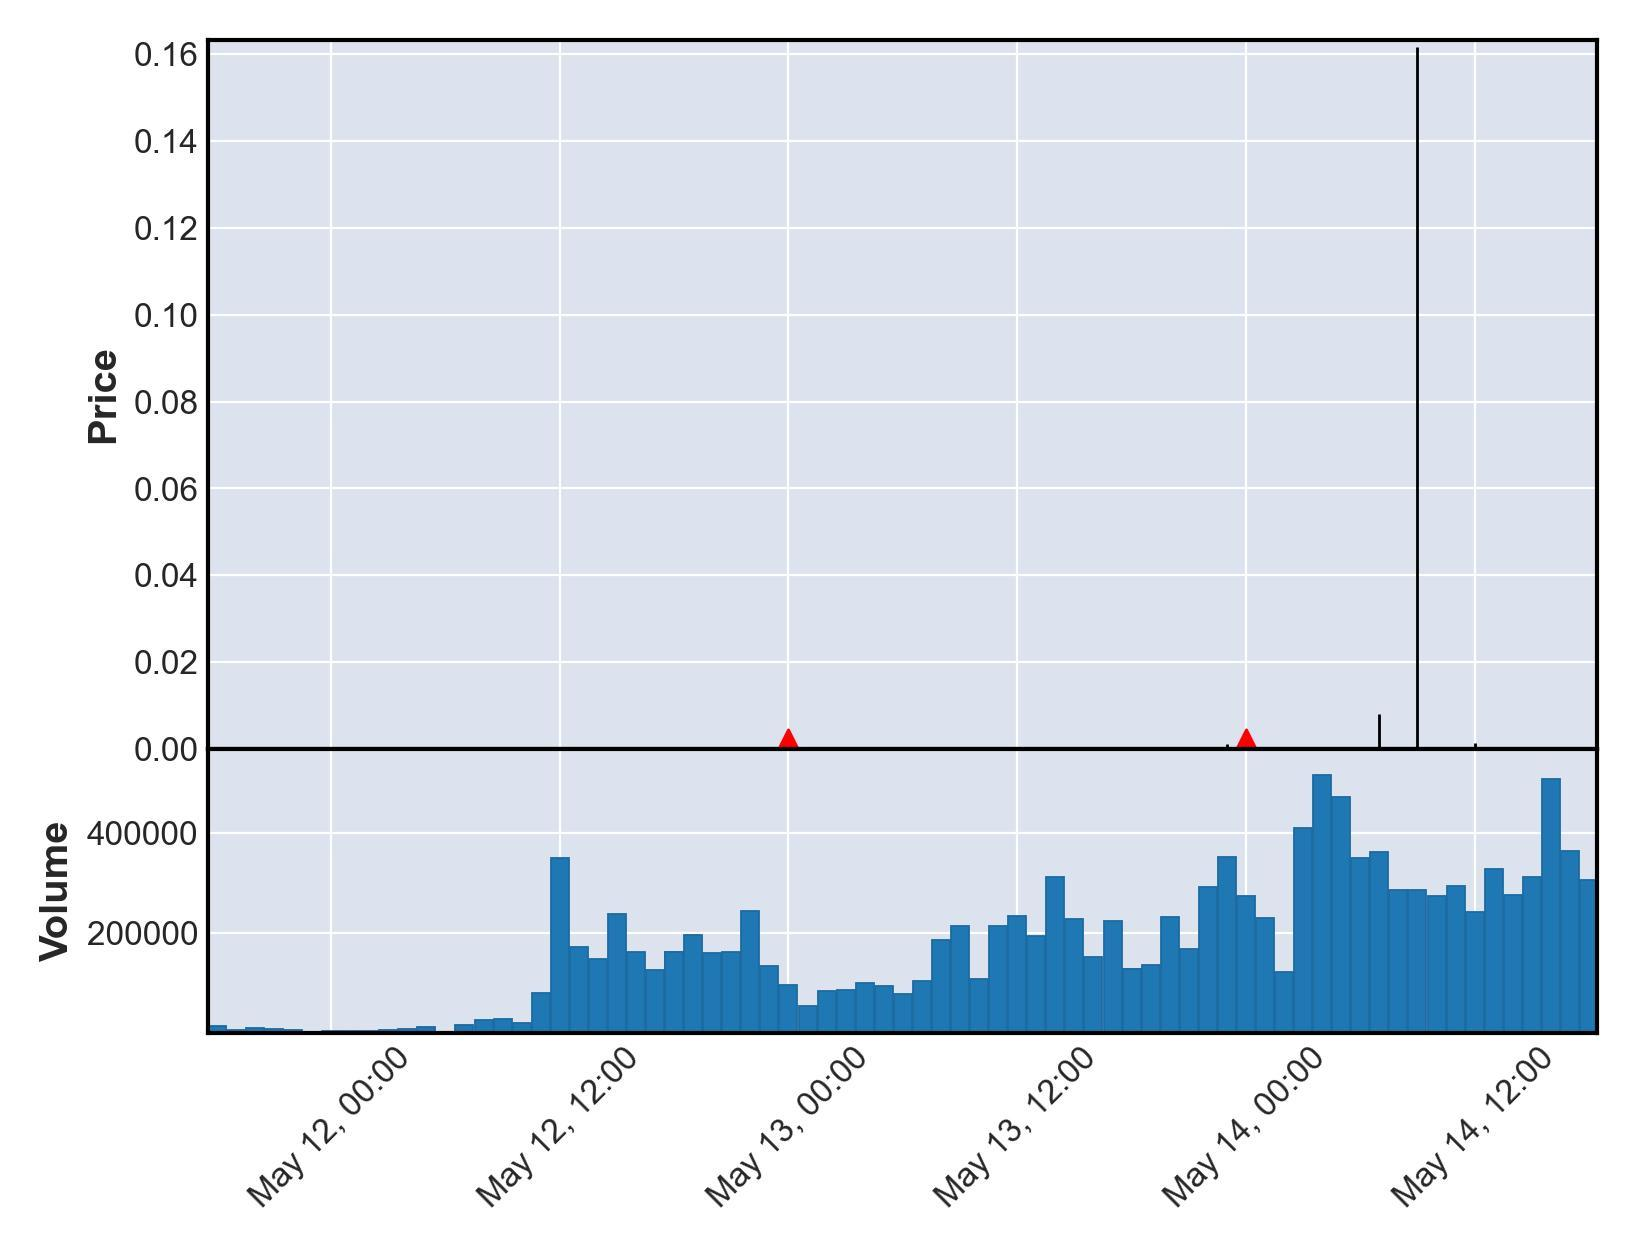 0.16
0.14
0.12
0.10
0.08
0.06
0.04
0.02
0.00
Price
400000
200000
Volume
May 12, 00:00
May 12, 12:00
May 13, 00:00
May 13, 12:00
May 14, 00:00
May 14, 12:00